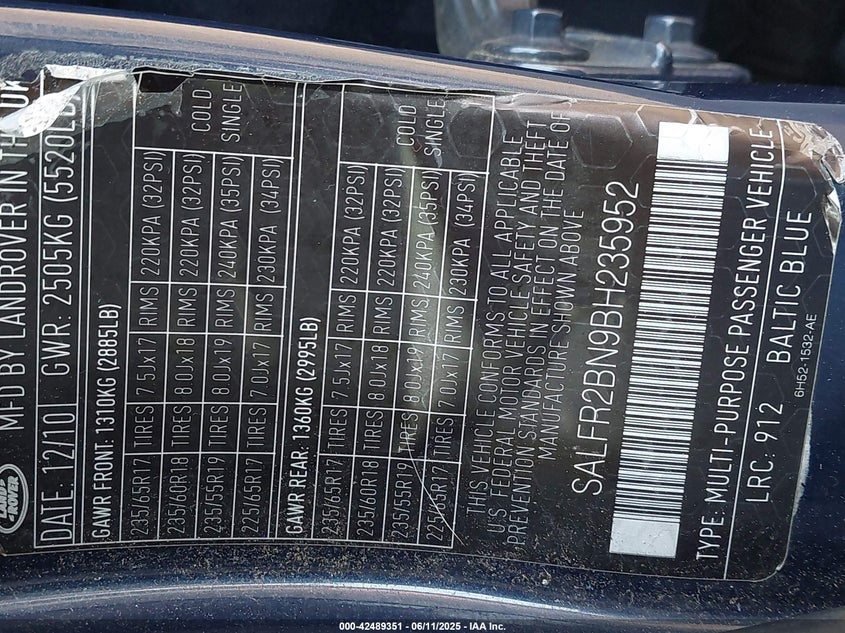 LAND ROVER
MFD BY LANDROVER IN THE UK
DATE: 12/10 GWR: 2505KG (5520LB)
GAWR FRONT: 1310KG (2885LB)
235/65R17 TIRES 7.5Jx17 RIMS 220KPA (32PSI) COLD
235/60R18 TIRES 8.0Jx18 RIMS 220KPA (32PSI) SINGLE
235/55R19 TIRES 8.0Jx19 RIMS 240KPA (35PSI)
225/65R17 TIRES 7.0Jx17 RIMS 230KPA (34PSI)
GAWR REAR: 1360KG (2995LB)
235/65R17 TIRES 7.5Jx17 RIMS 220KPA (32PSI)
235/60R18 TIRES 8.0Jx18 RIMS 220KPA (32PSI) COLD
235/55R19 TIRES 8.0Jx19 RIMS 240KPA (35PSI) SINGLE
225/65R17 TIRES 7.0Jx17 RIMS 230KPA (34PSI)
THIS VEHICLE CONFORMS TO ALL APPLICABLE
U.S FEDERAL MOTOR VEHICLE SAFETY AND THEFT
PREVENTION STANDARDS IN EFFECT ON THE DATE OF
MANUFACTURE SHOWN ABOVE
SALFR2BN9BH235952
TYPE: MULTI-PURPOSE PASSENGER VEHICLE
LRC: 912 BALTIC BLUE
6H52-1532-AE
000-42489351 - 06/11/2025 - IAA Inc.